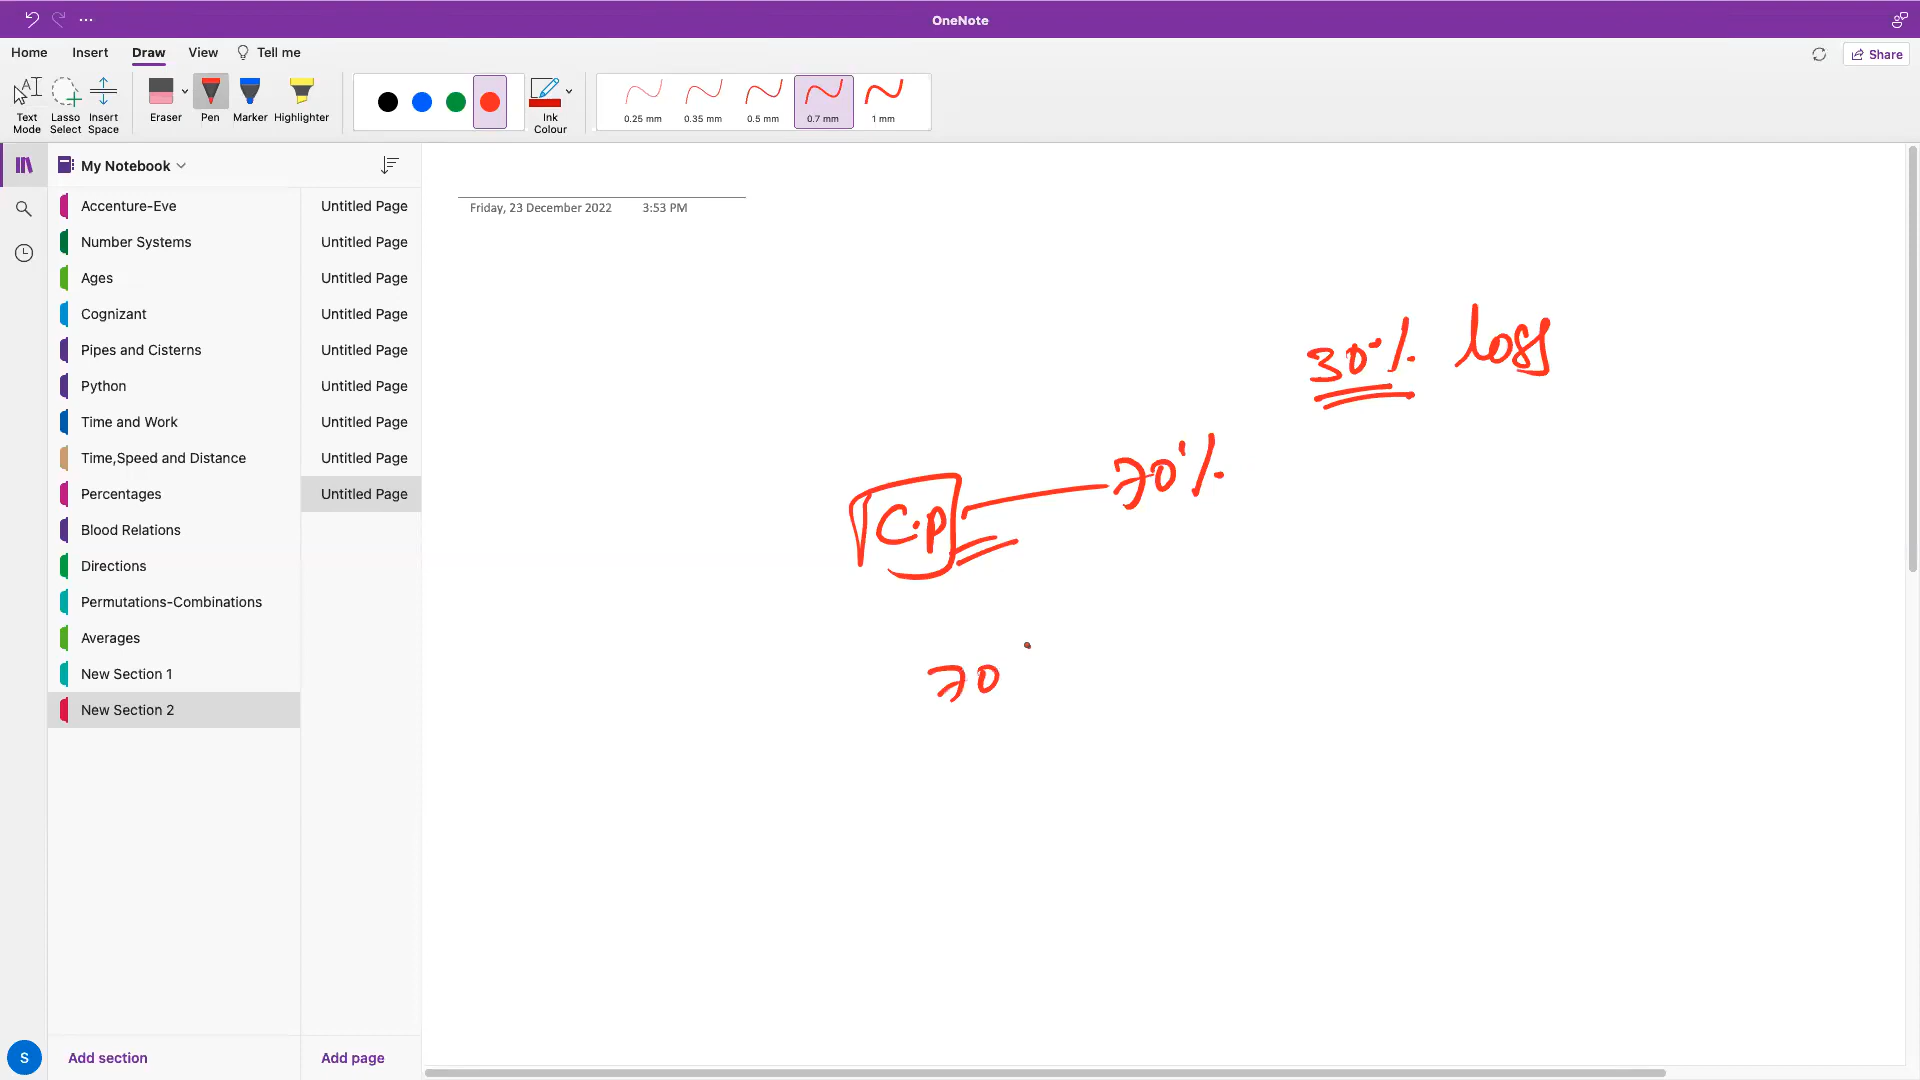 OneNote
Home Insert Draw View Tell me
Share
Text Mode
Lasso Select
Insert Space
Eraser
Pen
Marker
Highlighter
Ink Colour
0.25 mm
0.35 mm
0.5 mm
0.7 mm
1 mm
My Notebook
Accenture-Eve
Number Systems
Ages
Cognizant
Pipes and Cisterns
Python
Time and Work
Time,Speed and Distance
Percentages
Blood Relations
Directions
Permutations-Combinations
Averages
New Section 1
New Section 2
Add section
Untitled Page
Untitled Page
Untitled Page
Untitled Page
Untitled Page
Untitled Page
Untitled Page
Untitled Page
Untitled Page
Add page
Friday, 23 December 2022 3:53 PM
30% loss
C.P 70%
70
S